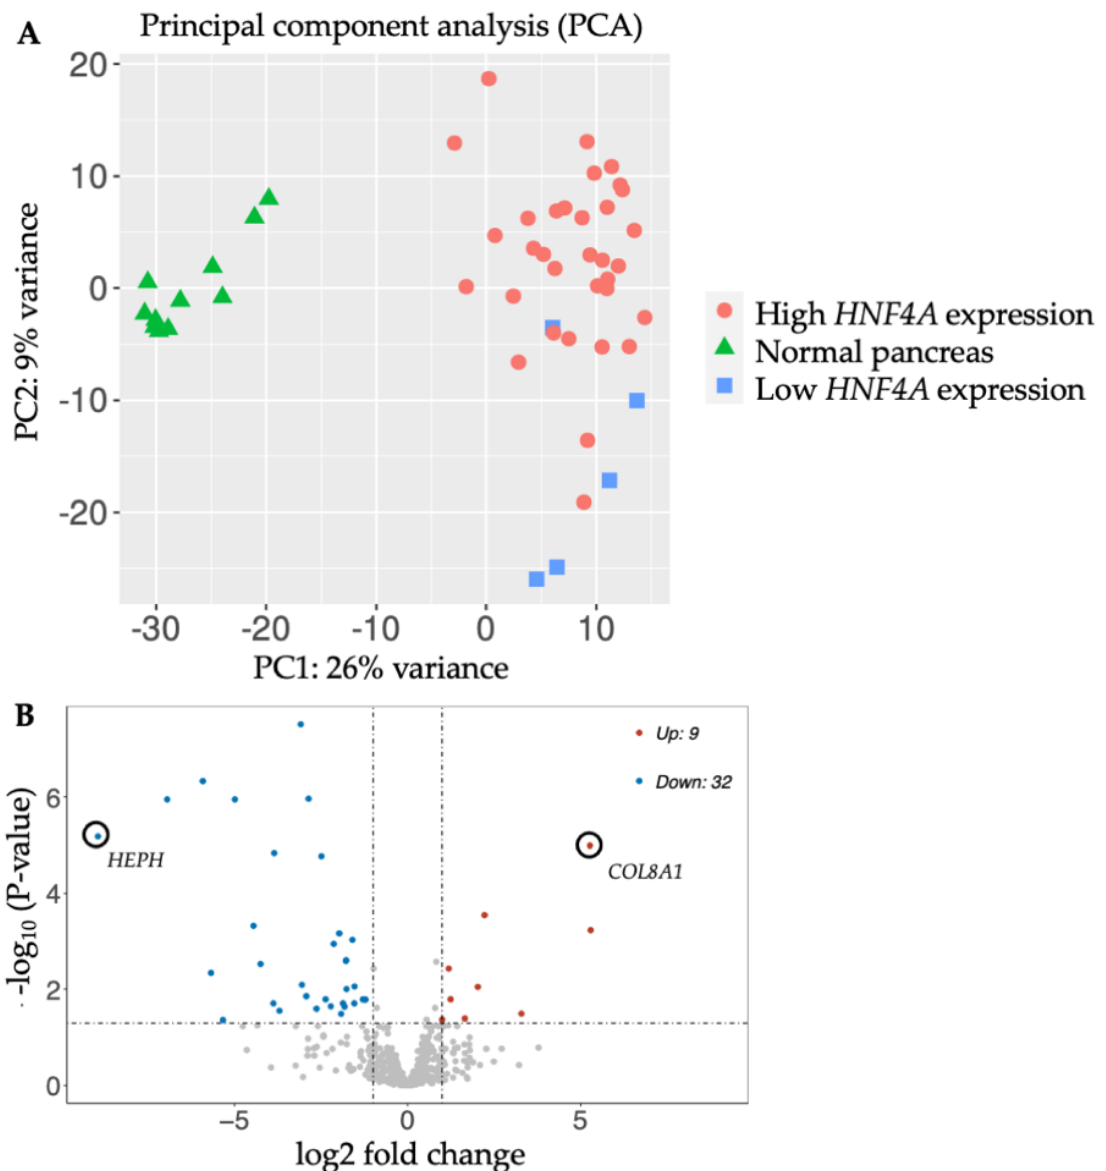 A
Principal component analysis (PCA)
20
10
0
-10
-20
PC2: 9% variance
-30 -20 -10 0 10
PC1: 26% variance
High HNF4A expression
Normal pancreas
Low HNF4A expression
B
Up: 9
Down: 32
6
4
2
0
-log₁₀ (P-value)
HEPH
COL8A1
−5 0 5
log2 fold change